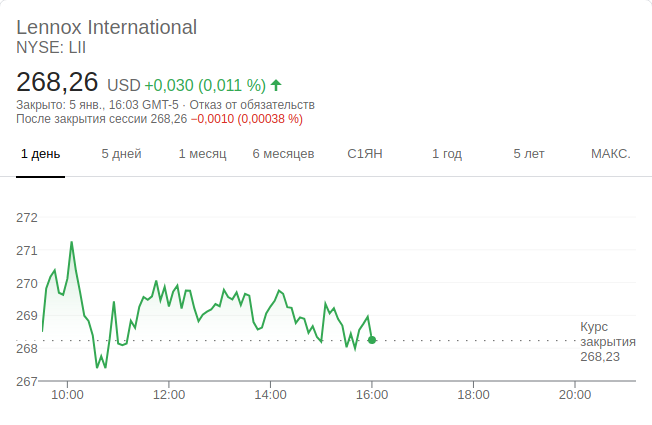 Lennox International
NYSE: LII
268,26 USD +0,030 (0,011 %)
Закрыто: 5 янв., 16:03 GMT-5 · Отказ от обязательств
После закрытия сессии 268,26 −0,0010 (0,00038 %)
1 день 5 дней 1 месяц 6 месяцев С1ЯН 1 год 5 лет МАКС.
272
271
270
269
268
267
Курс
закрытия
268,23
10:00 12:00 14:00 16:00 18:00 20:00